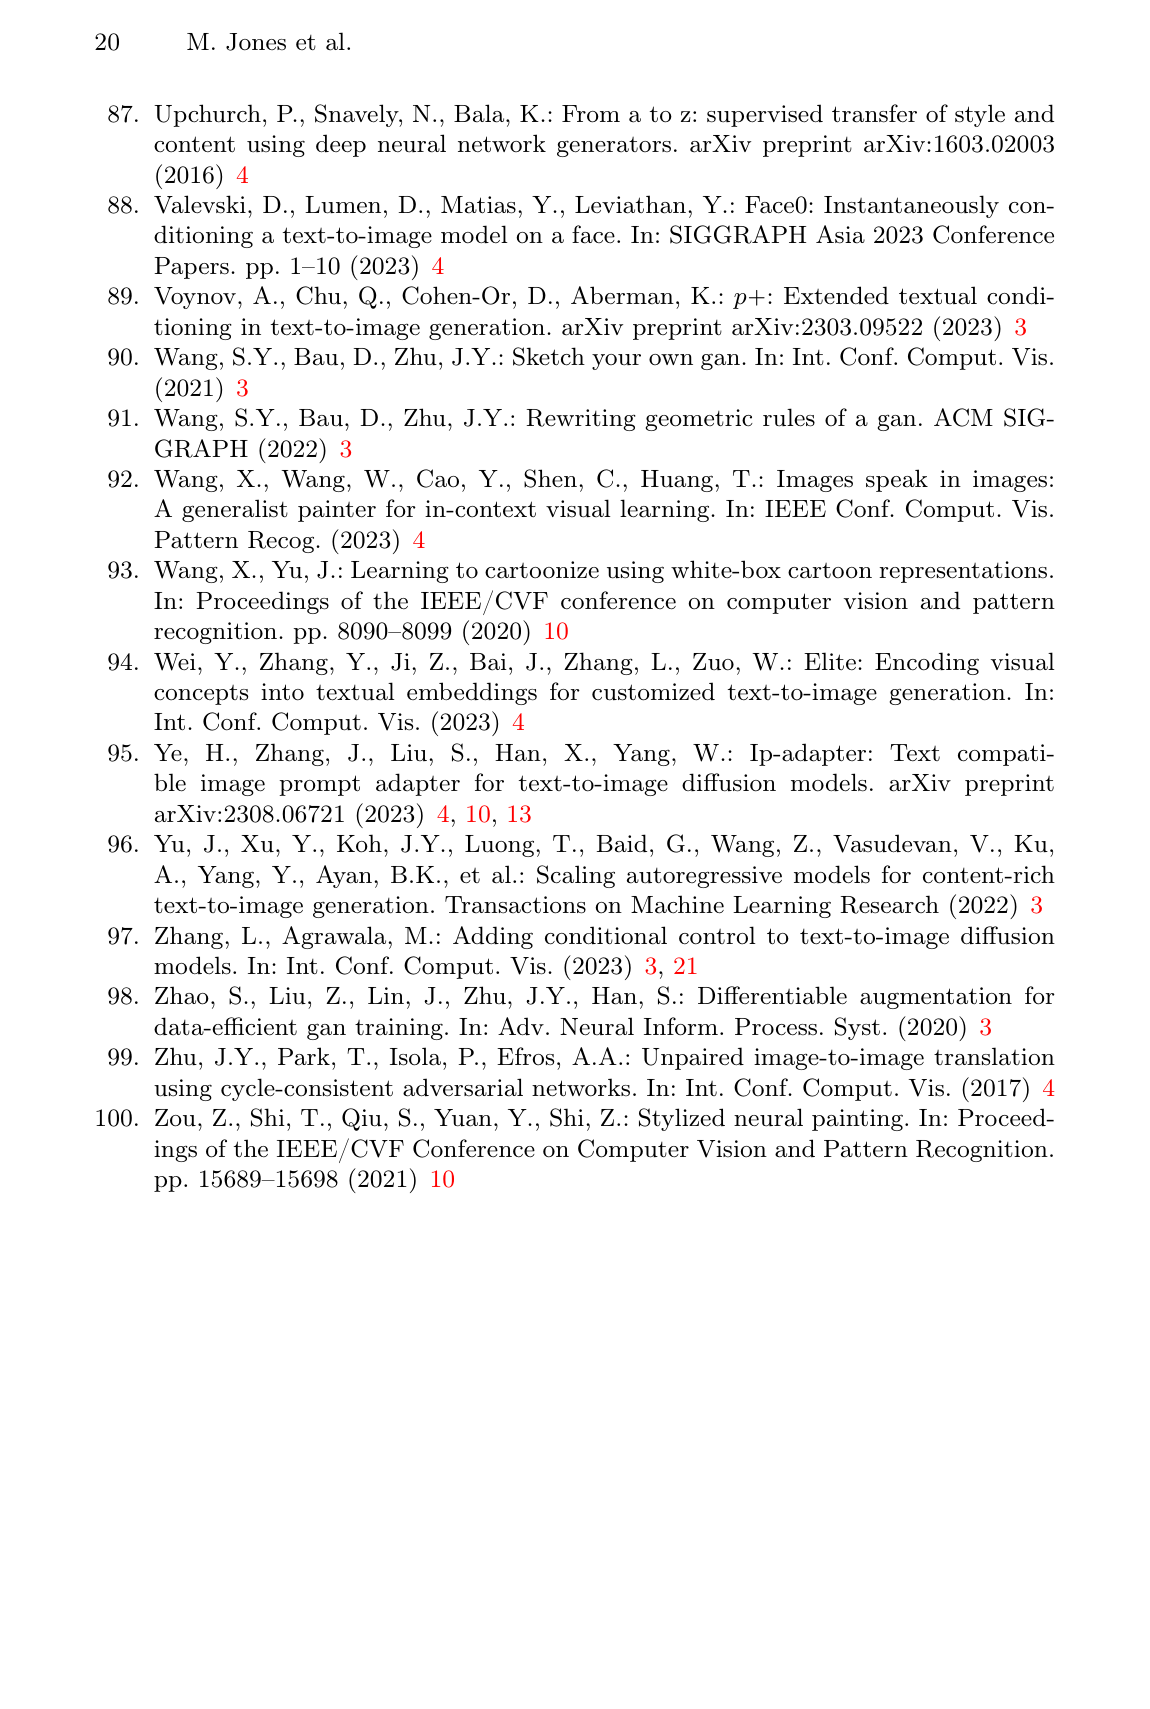 20 M. Jones et al.
87. Upchurch, P., Snavely, N., Bala, K.: From a to z: supervised transfer of style and
content using deep neural network generators. arXiv preprint arXiv:1603.02003
(2016) 4
88. Valevski, D., Lumen, D., Matias, Y., Leviathan, Y.: Face0: Instantaneously con-
ditioning a text-to-image model on a face. In: SIGGRAPH Asia 2023 Conference
Papers. pp. 1–10 (2023) 4
89. Voynov, A., Chu, Q., Cohen-Or, D., Aberman, K.: p+: Extended textual condi-
tioning in text-to-image generation. arXiv preprint arXiv:2303.09522 (2023) 3
90. Wang, S.Y., Bau, D., Zhu, J.Y.: Sketch your own gan. In: Int. Conf. Comput. Vis.
(2021) 3
91. Wang, S.Y., Bau, D., Zhu, J.Y.: Rewriting geometric rules of a gan. ACM SIG-
GRAPH (2022) 3
92. Wang, X., Wang, W., Cao, Y., Shen, C., Huang, T.: Images speak in images:
A generalist painter for in-context visual learning. In: IEEE Conf. Comput. Vis.
Pattern Recog. (2023) 4
93. Wang, X., Yu, J.: Learning to cartoonize using white-box cartoon representations.
In: Proceedings of the IEEE/CVF conference on computer vision and pattern
recognition. pp. 8090–8099 (2020) 10
94. Wei, Y., Zhang, Y., Ji, Z., Bai, J., Zhang, L., Zuo, W.: Elite: Encoding visual
concepts into textual embeddings for customized text-to-image generation. In:
Int. Conf. Comput. Vis. (2023) 4
95. Ye, H., Zhang, J., Liu, S., Han, X., Yang, W.: Ip-adapter: Text compati-
ble image prompt adapter for text-to-image diffusion models. arXiv preprint
arXiv:2308.06721 (2023) 4, 10, 13
96. Yu, J., Xu, Y., Koh, J.Y., Luong, T., Baid, G., Wang, Z., Vasudevan, V., Ku,
A., Yang, Y., Ayan, B.K., et al.: Scaling autoregressive models for content-rich
text-to-image generation. Transactions on Machine Learning Research (2022) 3
97. Zhang, L., Agrawala, M.: Adding conditional control to text-to-image diffusion
models. In: Int. Conf. Comput. Vis. (2023) 3, 21
98. Zhao, S., Liu, Z., Lin, J., Zhu, J.Y., Han, S.: Differentiable augmentation for
data-efficient gan training. In: Adv. Neural Inform. Process. Syst. (2020) 3
99. Zhu, J.Y., Park, T., Isola, P., Efros, A.A.: Unpaired image-to-image translation
using cycle-consistent adversarial networks. In: Int. Conf. Comput. Vis. (2017) 4
100. Zou, Z., Shi, T., Qiu, S., Yuan, Y., Shi, Z.: Stylized neural painting. In: Proceed-
ings of the IEEE/CVF Conference on Computer Vision and Pattern Recognition.
pp. 15689–15698 (2021) 10